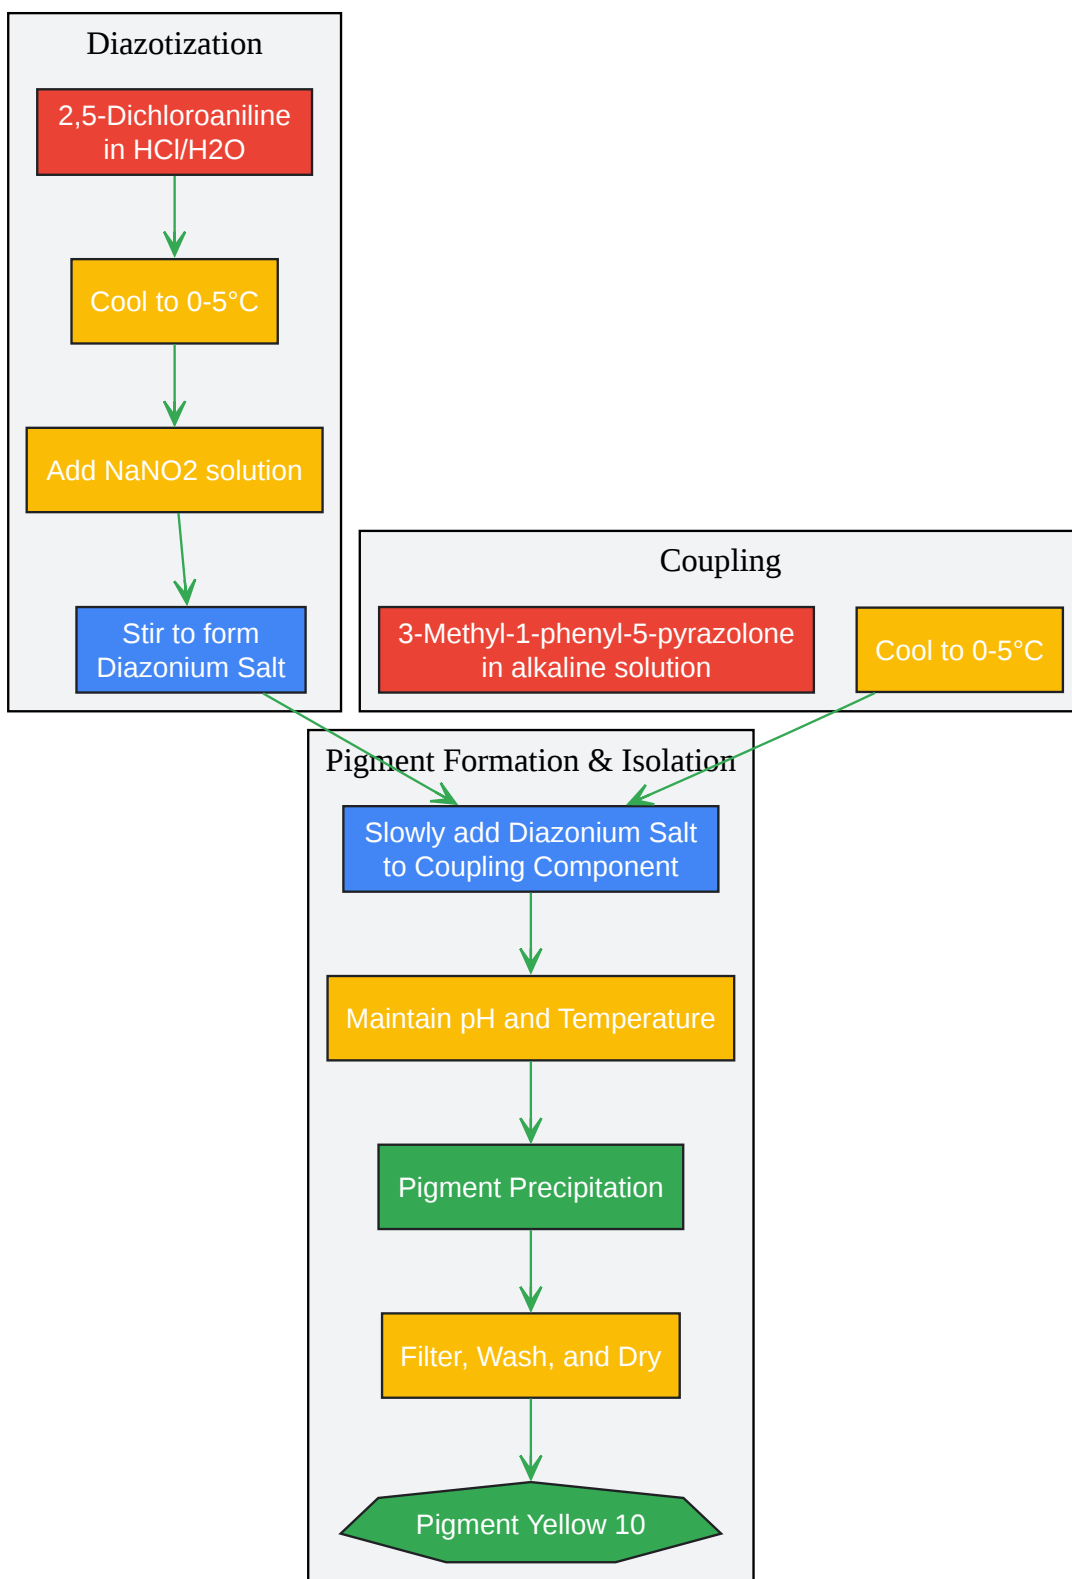 Diazotization
2,5-Dichloroaniline
in HCl/H2O
Cool to 0-5°C
Add NaNO2 solution
Stir to form
Diazonium Salt
Coupling
3-Methyl-1-phenyl-5-pyrazolone
in alkaline solution
Cool to 0-5°C
Pigment Formation & Isolation
Slowly add Diazonium Salt
to Coupling Component
Maintain pH and Temperature
Pigment Precipitation
Filter, Wash, and Dry
Pigment Yellow 10